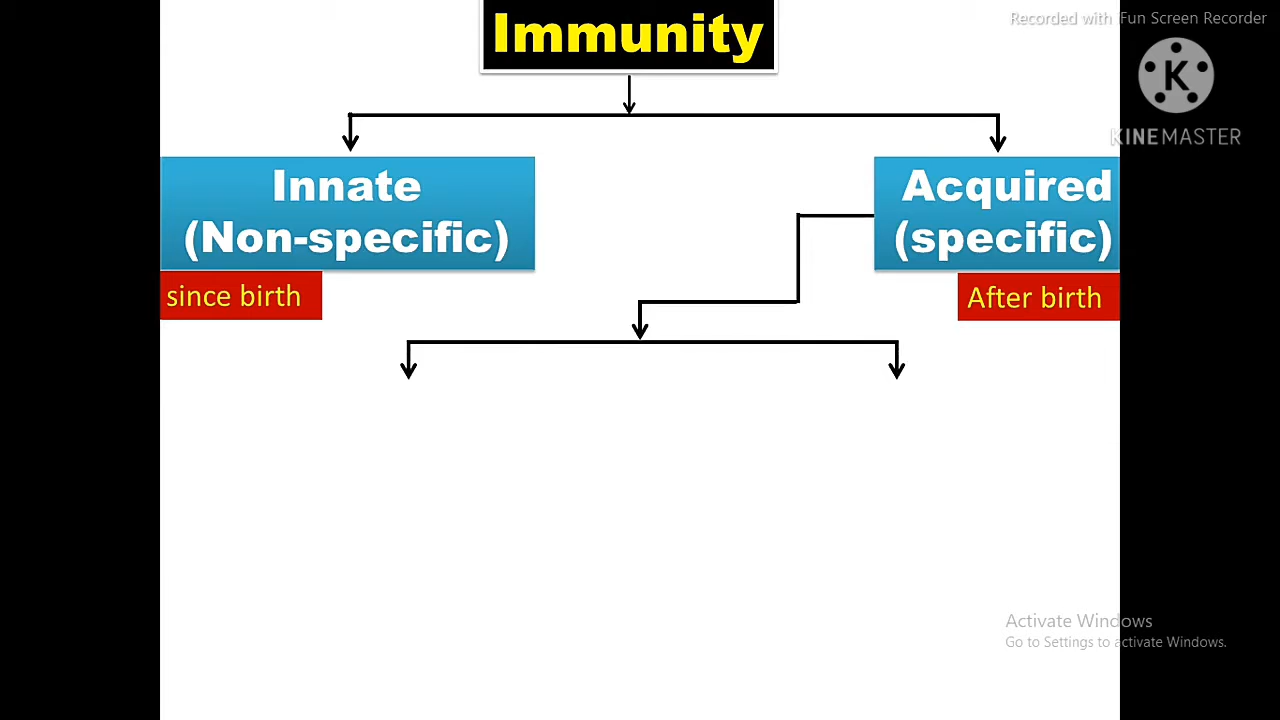 Immunity
Recorded with iFun Screen Recorder
K
KINEMASTER
Innate
(Non-specific)
since birth
Acquired
(specific)
After birth
Activate Windows
Go to Settings to activate Windows.